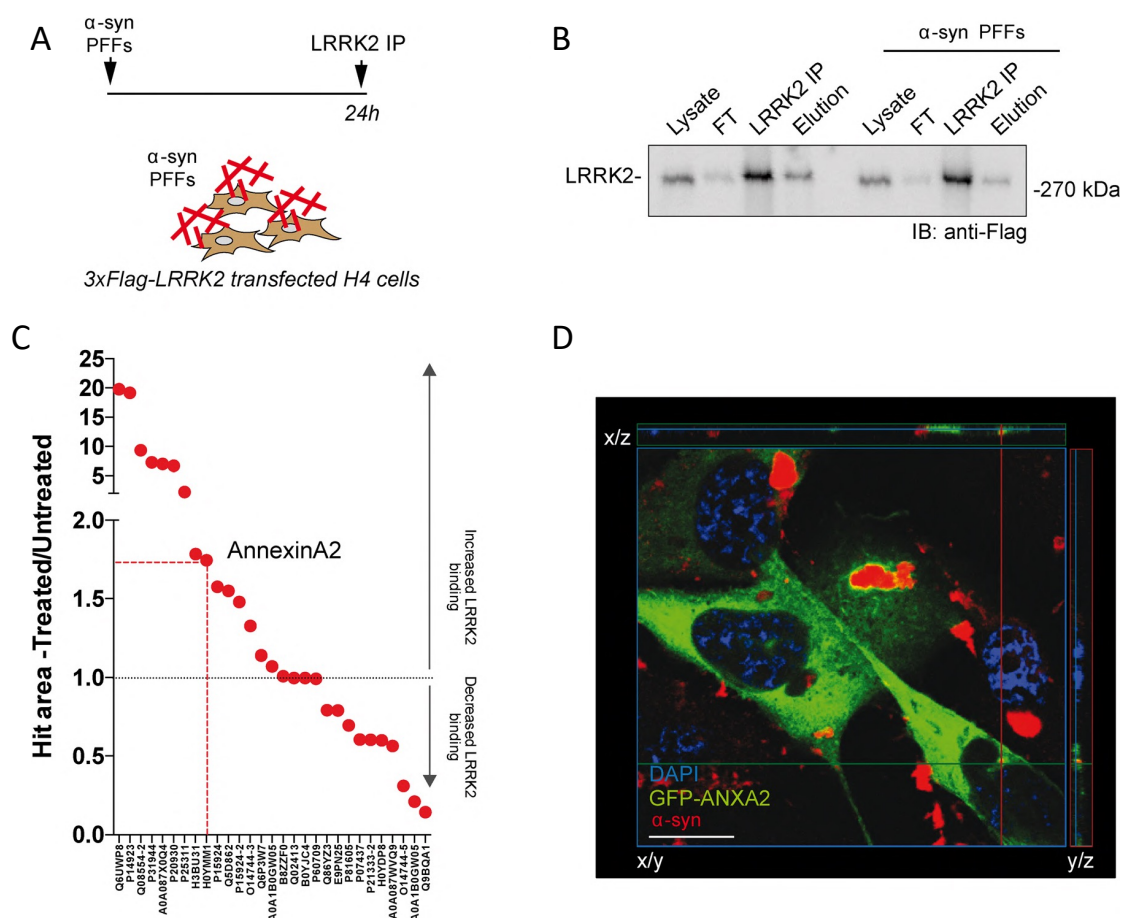 A
α-syn
PFFs
LRRK2 IP
24h
α-syn
PFFs
3xFlag-LRRK2 transfected H4 cells
B
α-syn PFFs
Lysate
FT
LRRK2 IP
Elution
Lysate
FT
LRRK2 IP
Elution
LRRK2-
-270 kDa
IB: anti-Flag
C
Hit area -Treated/Untreated
25
20
15
10
5
2.0
1.5
1.0
0.5
0.0
AnnexinA2
Increased LRRK2
binding
Decreased LRRK2
binding
Q6UWP8
P14923
Q08554-2
P31944
A0A087X0Q4
P20930
P25311
H3BU31
H0YMM1
P15924
Q5D862
P15924-2
O14744-3
Q6P3W7
A0A1B0GW05
B8ZZF0
Q02413
B0YJC4
P60709
Q86YZ3
E9PN25
P81605
P07437
P21333-2
H0YDP8
A0A087WVQ9
O14744-5
A0A1B0GW05
Q9BQA1
D
x/z
DAPI
GFP-ANXA2
α-syn
x/y
y/z